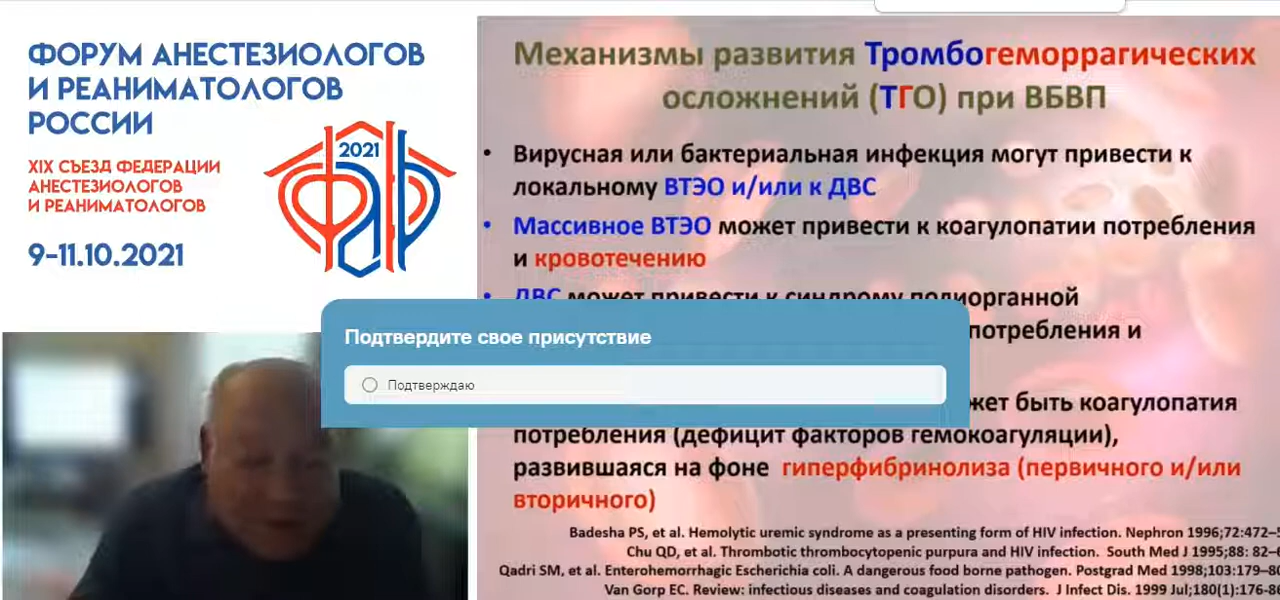 ФОРУМ АНЕСТЕЗИОЛОГОВ
И РЕАНИМАТОЛОГОВ
РОССИИ
XIX СЪЕЗД ФЕДЕРАЦИИ
АНЕСТЕЗИОЛОГОВ
И РЕАНИМАТОЛОГОВ
9-11.10.2021
2021
ФАР
Механизмы развития Тромбогеморрагических
осложнений (ТГО) при ВБВП
• Вирусная или бактериальная инфекция могут привести к
локальному ВТЭО и/или к ДВС
• Массивное ВТЭО может привести к коагулопатии потребления
и кровотечению
• ДВС может привести к синдрому полиорганной
потребления и
Подтвердите свое присутствие
Подтверждаю
жет быть коагулопатия
потребления (дефицит факторов гемокоагуляции),
развившаяся на фоне гиперфибринолиза (первичного и/или
вторичного)
Badesha PS, et al. Hemolytic uremic syndrome as a presenting form of HIV infection. Nephron 1996;72:472–5
Chu QD, et al. Thrombotic thrombocytopenic purpura and HIV infection. South Med J 1995;88: 82–6
Qadri SM, et al. Enterohemorrhagic Escherichia coli. A dangerous food borne pathogen. Postgrad Med 1998;103:179–80
Van Gorp EC. Review: infectious diseases and coagulation disorders. J Infect Dis. 1999 Jul;180(1):176-86